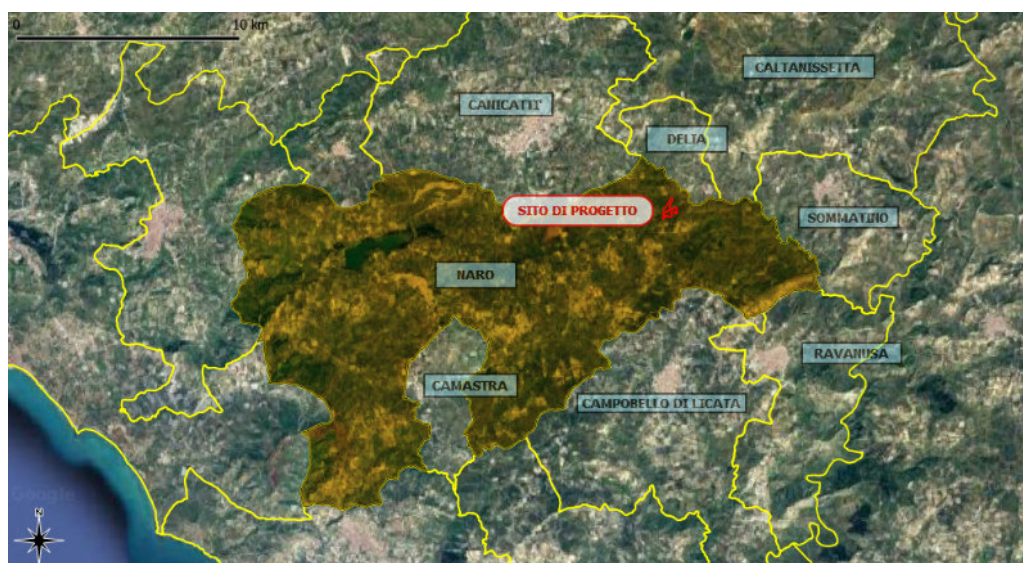 0 10 km
CALTANISSETTA
CANICATTI'
DELIA
SITO DI PROGETTO
SOMMATINO
NARO
RAVANUSA
CAMASTRA
CAMPOBELLO DI LICATA
Google
N